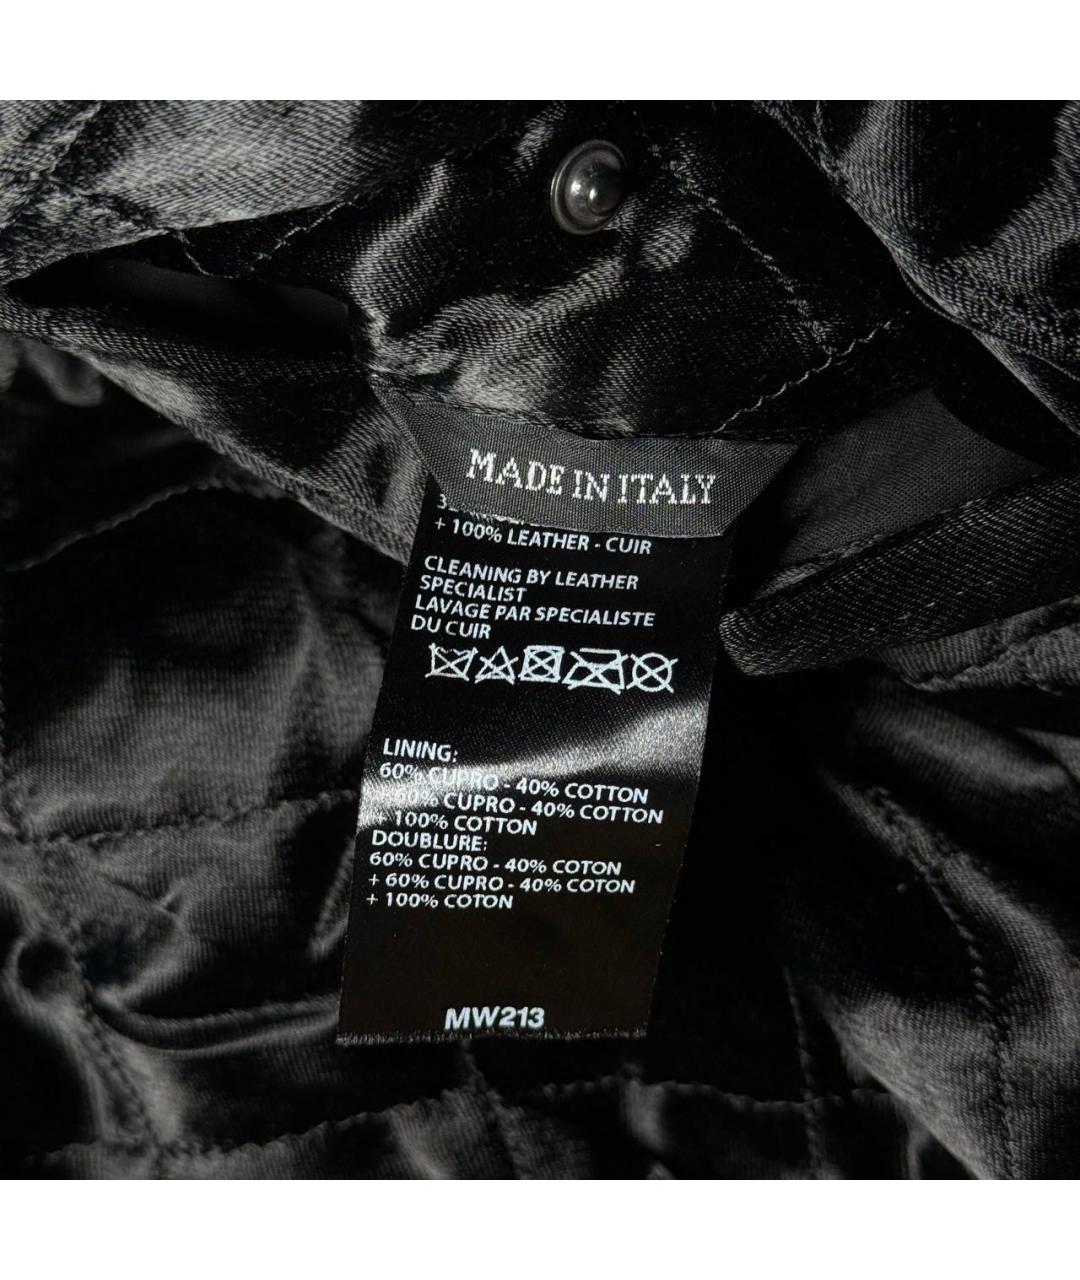 MADE IN ITALY
+ 100% LEATHER - CUIR
CLEANING BY LEATHER
SPECIALIST
LAVAGE PAR SPECIALISTE
DU CUIR
LINING:
60% CUPRO - 40% COTTON
60% CUPRO - 40% COTTON
+ 100% COTTON
DOUBLURE:
60% CUPRO - 40% COTON
+ 60% CUPRO - 40% COTON
+ 100% COTON
MW213